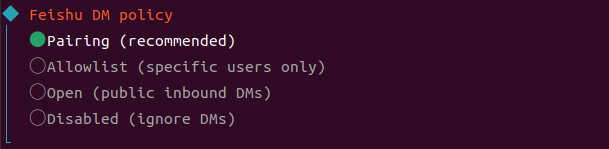 Feishu DM policy
Pairing (recommended)
Allowlist (specific users only)
Open (public inbound DMs)
Disabled (ignore DMs)